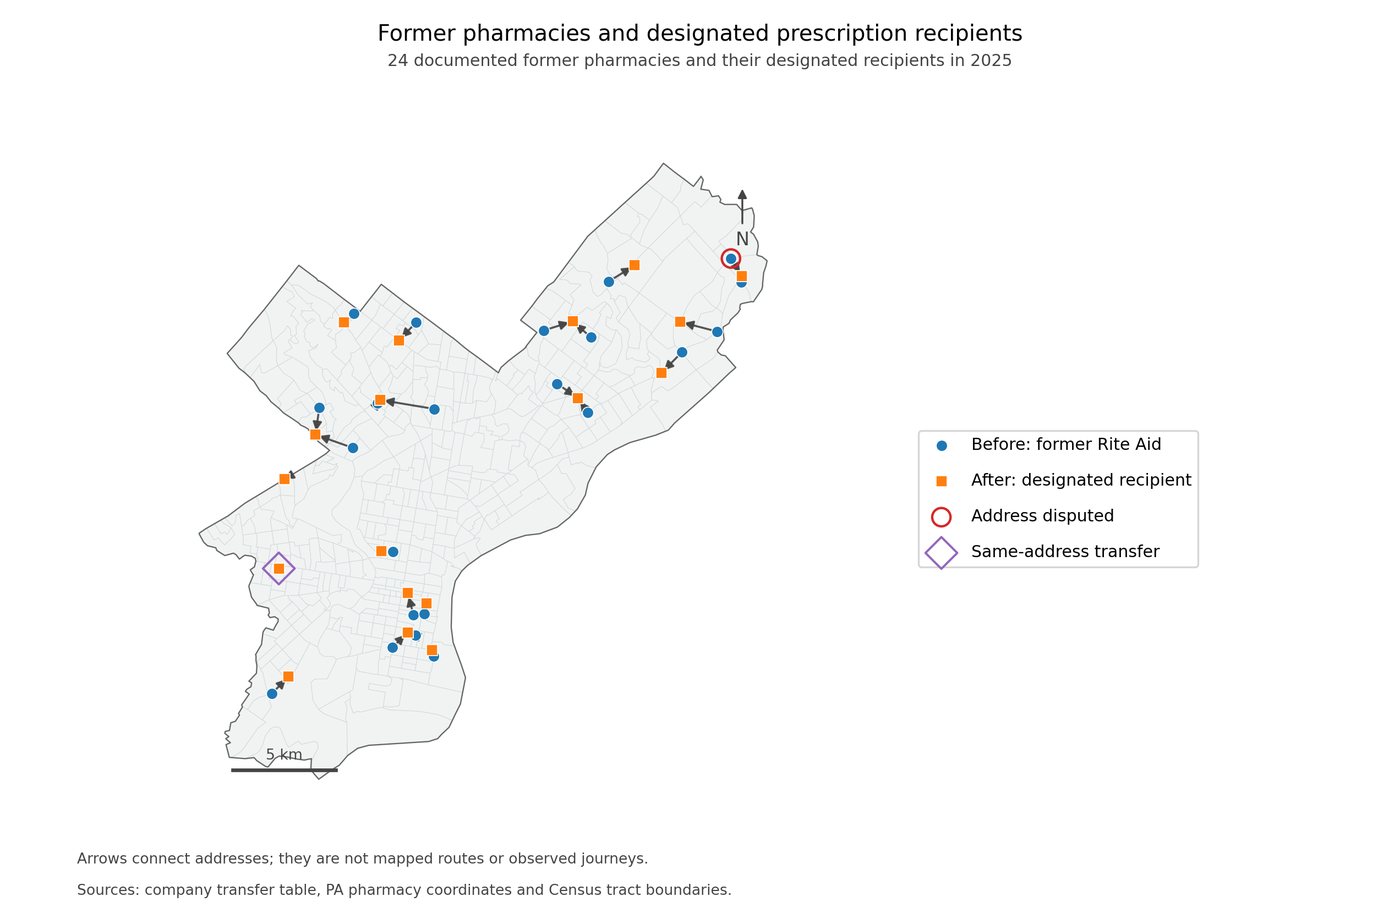 Former pharmacies and designated prescription recipients
24 documented former pharmacies and their designated recipients in 2025
N
Before: former Rite Aid
After: designated recipient
Address disputed
Same-address transfer
5 km
Arrows connect addresses; they are not mapped routes or observed journeys.
Sources: company transfer table, PA pharmacy coordinates and Census tract boundaries.